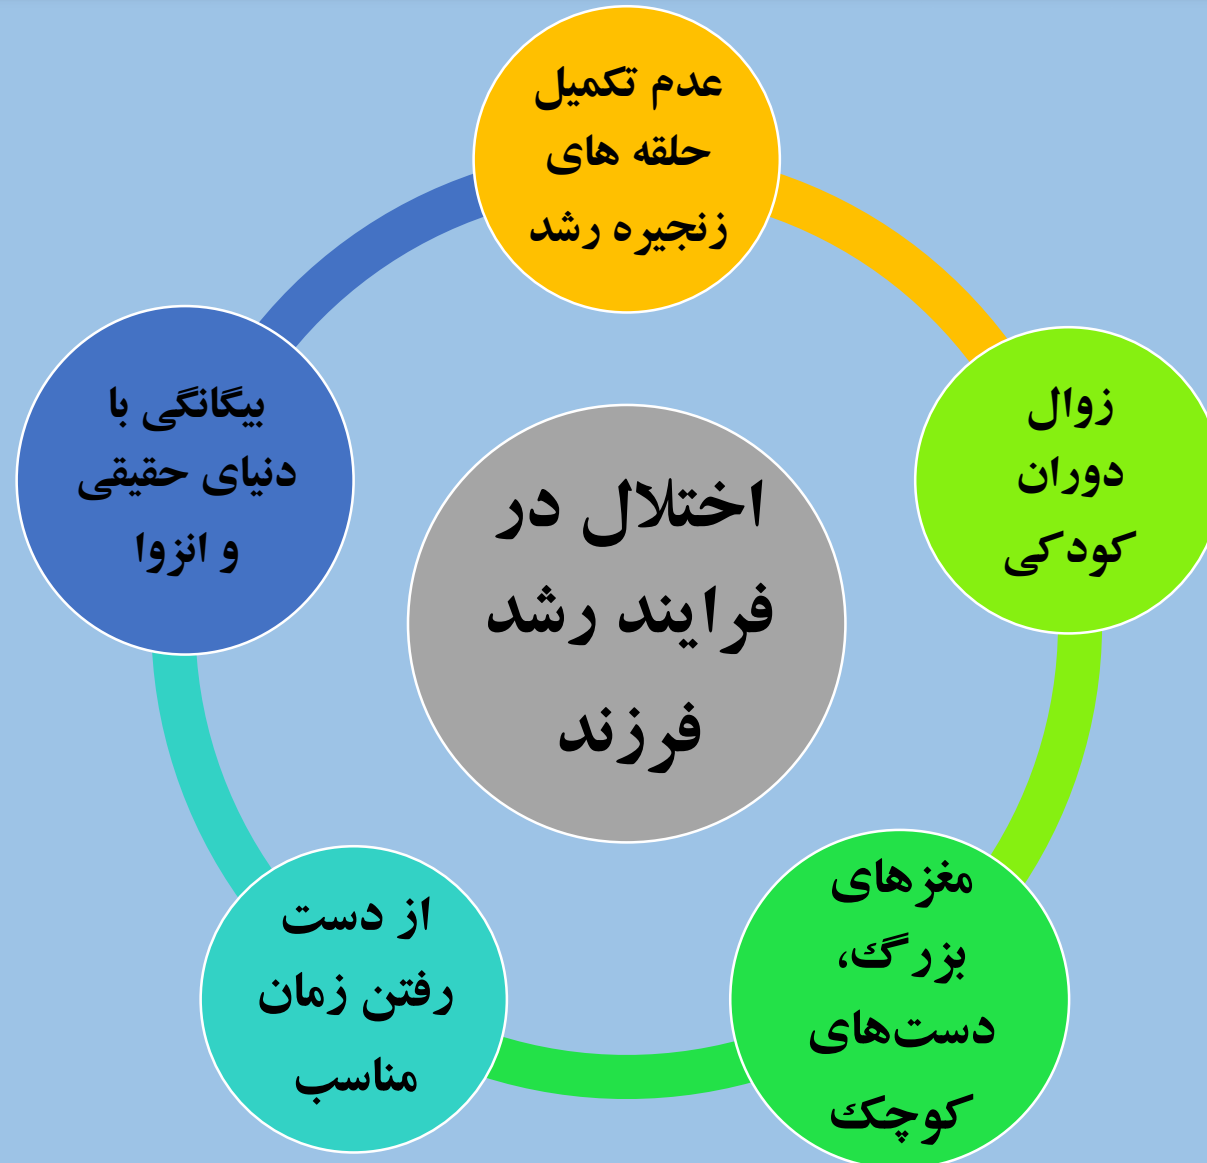 عدم تکمیل
حلقه های
زنجیره رشد
زوال
دوران
کودکی
مغزهای
بزرگ،
دست‌های
کوچک
از دست
رفتن زمان
مناسب
بیگانگی با
دنیای حقیقی
و انزوا
اختلال در
فرایند رشد
فرزند